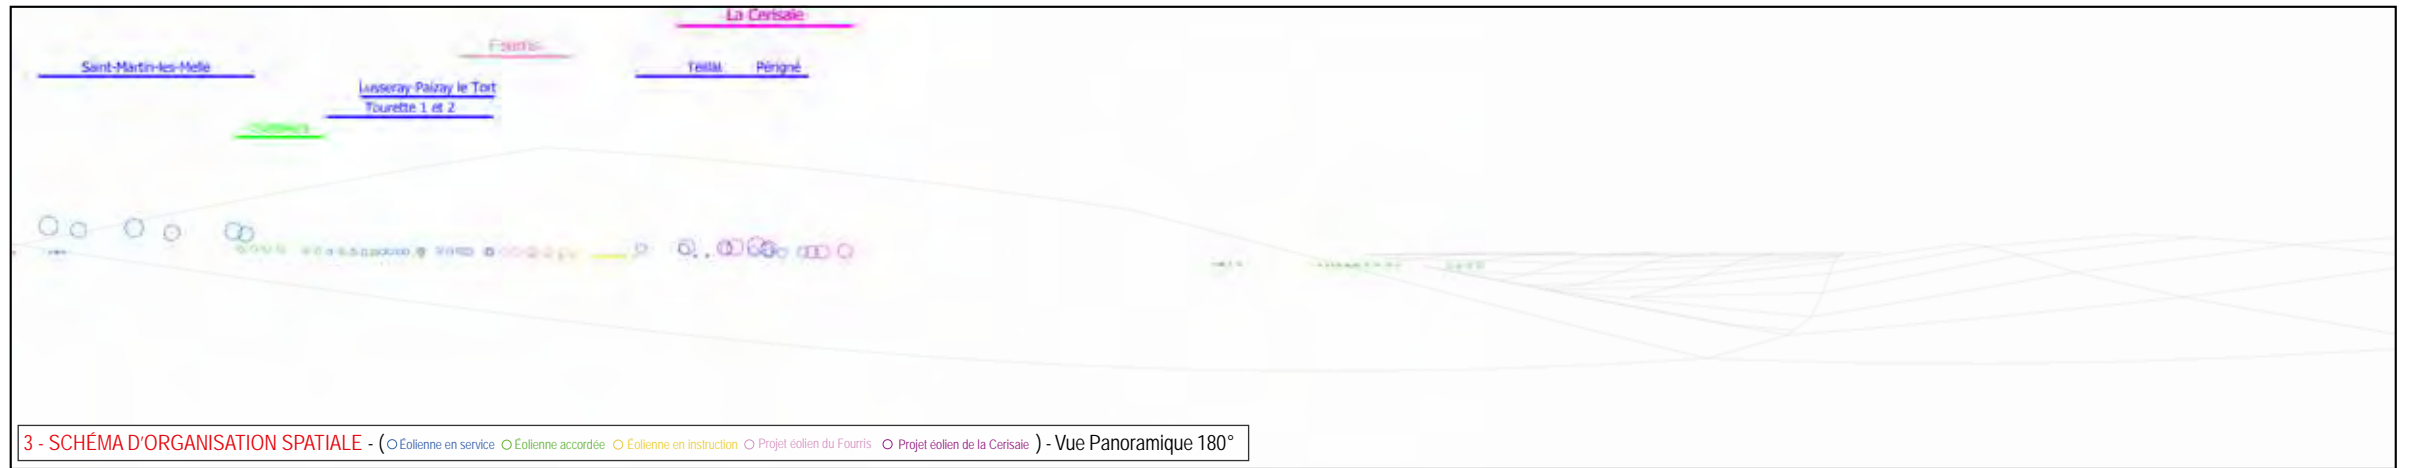 La Cerisaie
Fourris
Saint-Martin-les-Melle
Teillat Périgné
Lusseray Paizay le Tort
Tourette 1 et 2
3 - SCHÉMA D'ORGANISATION SPATIALE - ( Éolienne en service Éolienne accordée Éolienne en instruction Projet éolien du Fourris Projet éolien de la Cerisaie ) - Vue Panoramique 180°